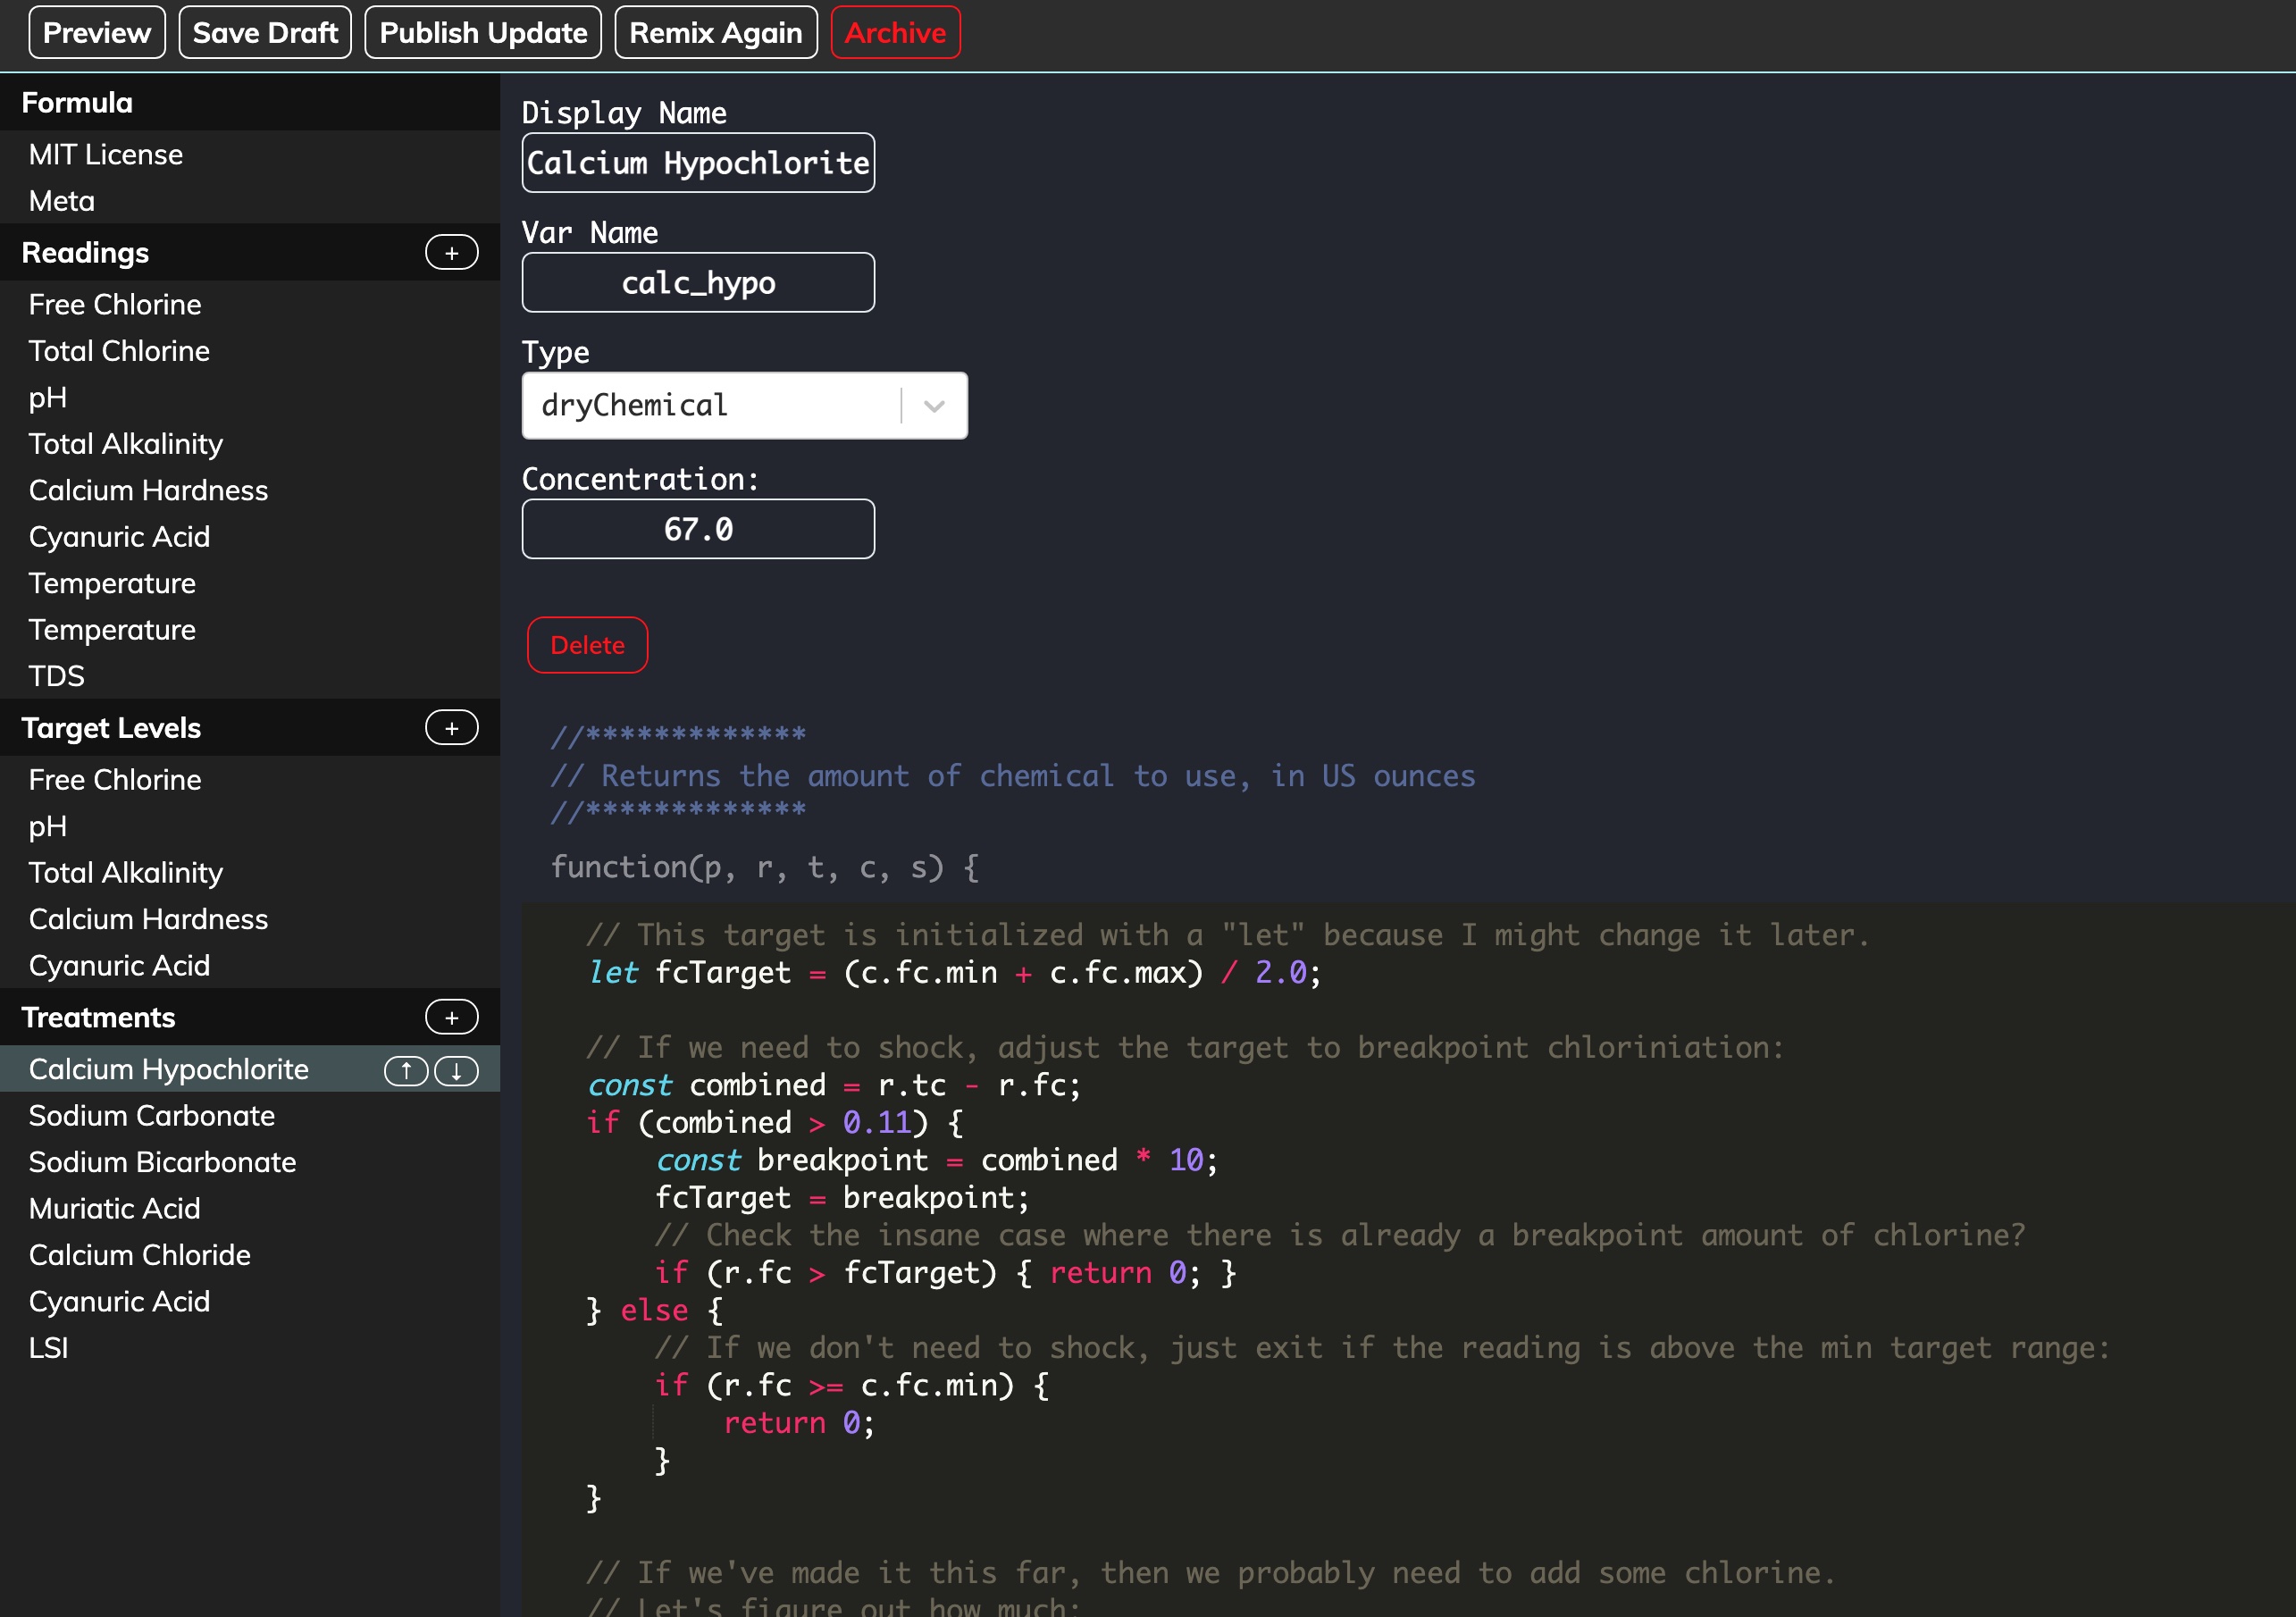 Preview Save Draft Publish Update Remix Again Archive
Formula
MIT License
Meta
Readings +
Free Chlorine
Total Chlorine
pH
Total Alkalinity
Calcium Hardness
Cyanuric Acid
Temperature
Temperature
TDS
Target Levels +
Free Chlorine
pH
Total Alkalinity
Calcium Hardness
Cyanuric Acid
Treatments +
Calcium Hypochlorite ↑ ↓
Sodium Carbonate
Sodium Bicarbonate
Muriatic Acid
Calcium Chloride
Cyanuric Acid
LSI
Display Name
Calcium Hypochlorite
Var Name
calc_hypo
Type
dryChemical
Concentration:
67.0
Delete
//*************
// Returns the amount of chemical to use, in US ounces
//*************
function(p, r, t, c, s) {
// This target is initialized with a "let" because I might change it later.
let fcTarget = (c.fc.min + c.fc.max) / 2.0;
// If we need to shock, adjust the target to breakpoint chloriniation:
const combined = r.tc - r.fc;
if (combined > 0.11) {
const breakpoint = combined * 10;
fcTarget = breakpoint;
// Check the insane case where there is already a breakpoint amount of chlorine?
if (r.fc > fcTarget) { return 0; }
} else {
// If we don't need to shock, just exit if the reading is above the min target range:
if (r.fc >= c.fc.min) {
return 0;
}
}
// If we've made it this far, then we probably need to add some chlorine.
// Let's figure out how much: